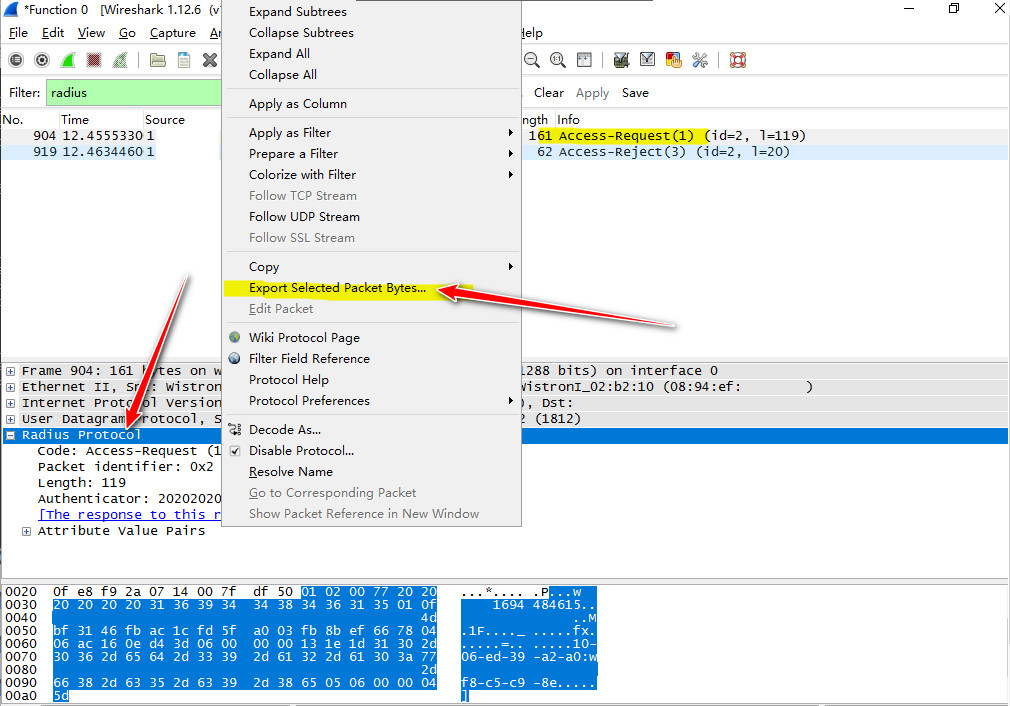 *Function 0 [Wireshark 1.12.6 (v
File Edit View Go Capture
Filter: radius
Clear Apply Save
No. Time Source
ngth Info
904 12.4555330 1
161 Access-Request(1) (id=2, l=119)
919 12.4634460 1
62 Access-Reject(3) (id=2, l=20)
Expand Subtrees
Collapse Subtrees
Expand All
Collapse All
Apply as Column
Apply as Filter
Prepare a Filter
Colorize with Filter
Follow TCP Stream
Follow UDP Stream
Follow SSL Stream
Copy
Export Selected Packet Bytes...
Edit Packet
Wiki Protocol Page
Filter Field Reference
Protocol Help
Protocol Preferences
Decode As...
Disable Protocol...
Resolve Name
Go to Corresponding Packet
Show Packet Reference in New Window
Frame 904: 161 bytes on w
1288 bits) on interface 0
Ethernet II, Src: Wistron
WistronI_02:b2:10 (08:94:ef: )
Internet Protocol Version
), Dst:
User Datagram Protocol, S
2 (1812)
Radius Protocol
Code: Access-Request (1
Packet identifier: 0x2
Length: 119
Authenticator: 20202020
[The response to this r
Attribute Value Pairs
0020 0f e8 f9 2a 07 14 00 7f df 50 01 02 00 77 20 20 ...*.... .P...w
0030 20 20 20 20 31 36 39 34 34 38 34 36 31 35 01 0f 1694 484615..
0040 4d ..M
0050 bf 31 46 fb ac 1c fd 5f a0 03 fb 8b ef 66 78 04 .1F...._ .....fx.
0060 06 ac 16 0e d4 3d 06 00 00 00 13 1e 1d 31 30 2d .....=.. .....10-
0070 30 36 2d 65 64 2d 33 39 2d 61 32 2d 61 30 3a 77 06-ed-39 -a2-a0:w
0080 2d
0090 66 38 2d 63 35 2d 63 39 2d 38 65 05 06 00 00 04 f8-c5-c9 -8e.....
00a0 5d ]